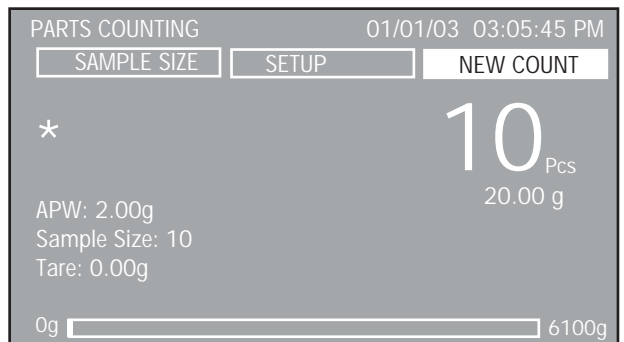 PARTS COUNTING 01/01/03 03:05:45 PM
SAMPLE SIZE SETUP NEW COUNT
* 10 Pcs
20.00 g
APW: 2.00g
Sample Size: 10
Tare: 0.00g
0g 6100g